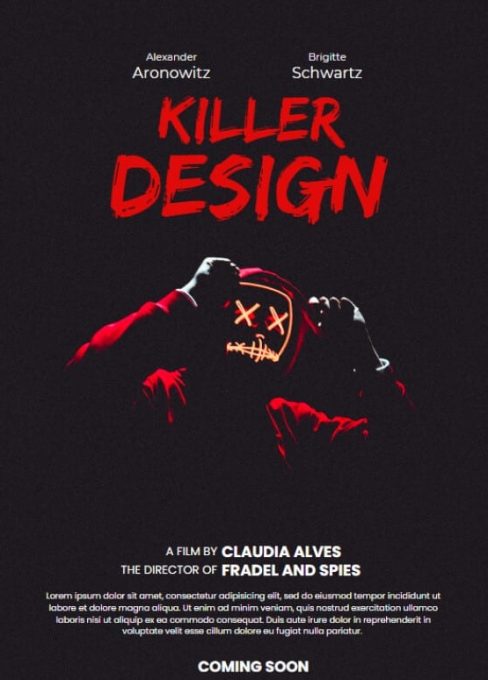 Alexander
Aronowitz
Brigitte
Schwartz
KILLER
DESIGN
A FILM BY CLAUDIA ALVES
THE DIRECTOR OF FRADEL AND SPIES
Lorem ipsum dolor sit amet, consectetur adipisicing elit, sed do eiusmod tempor incididunt ut
labore et dolore magna aliqua. Ut enim ad minim veniam, quis nostrud exercitation ullamco
laboris nisi ut aliquip ex ea commodo consequat. Duis aute irure dolor in reprehenderit in
voluptate velit esse cillum dolore eu fugiat nulla pariatur.
COMING SOON